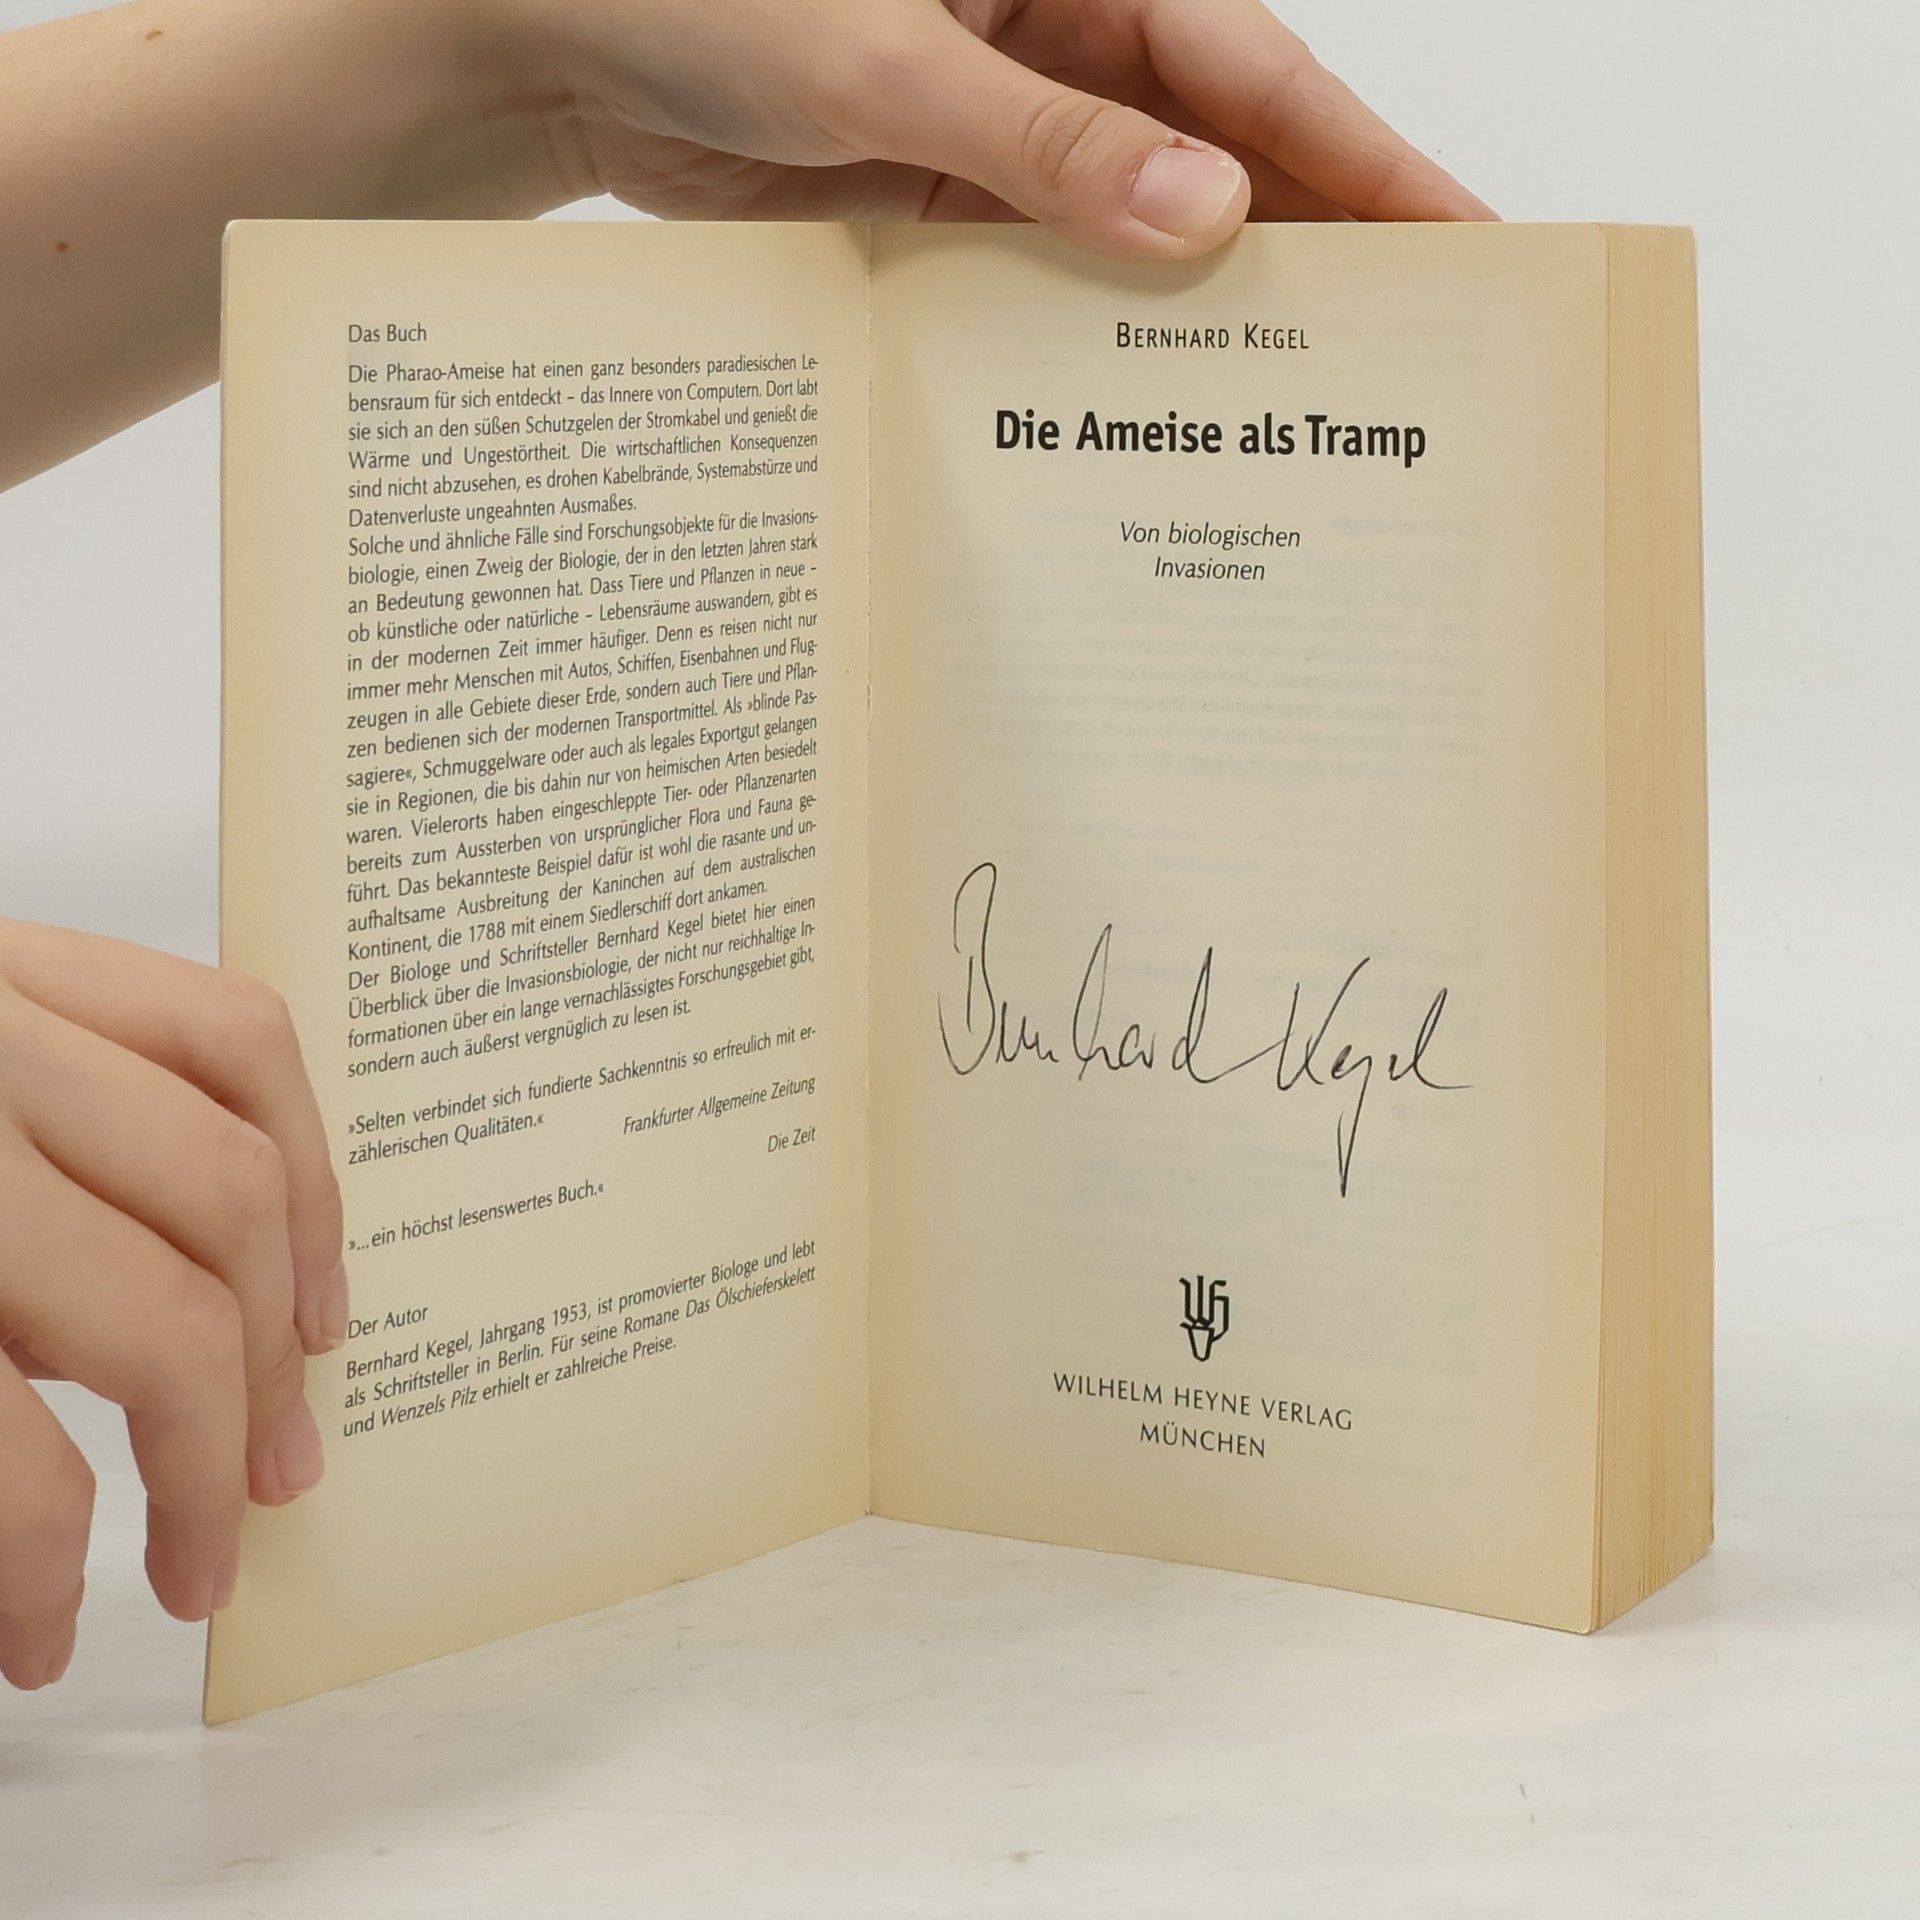 Das Buch
Die Pharao-Ameise hat einen ganz besonders paradiesischen Le-
bensraum für sich entdeckt – das Innere von Computern. Dort labt
sie sich an den süßen Schutzgelen der Stromkabel und genießt die
Wärme und Ungestörtheit. Die wirtschaftlichen Konsequenzen
sind nicht abzusehen, es drohen Kabelbrände, Systemabstürze und
Datenverluste ungeahnten Ausmaßes.
Solche und ähnliche Fälle sind Forschungsobjekte für die Invasions-
biologie, einen Zweig der Biologie, der in den letzten Jahren stark
an Bedeutung gewonnen hat. Dass Tiere und Pflanzen in neue –
ob künstliche oder natürliche – Lebensräume auswandern, gibt es
in der modernen Zeit immer häufiger. Denn es reisen nicht nur
immer mehr Menschen mit Autos, Schiffen, Eisenbahnen und Flug-
zeugen in alle Gebiete dieser Erde, sondern auch Tiere und Pflan-
zen bedienen sich der modernen Transportmittel. Als »blinde Pas-
sagiere«, Schmuggelware oder auch als legales Exportgut gelangen
sie in Regionen, die bis dahin nur von heimischen Arten besiedelt
waren. Vielerorts haben eingeschleppte Tier- oder Pflanzenarten
bereits zum Aussterben von ursprünglicher Flora und Fauna ge-
führt. Das bekannteste Beispiel dafür ist wohl die rasante und un-
aufhaltsame Ausbreitung der Kaninchen auf dem australischen
Kontinent, die 1788 mit einem Siedlerschiff dort ankamen.
Der Biologe und Schriftsteller Bernhard Kegel bietet hier einen
Überblick über die Invasionsbiologie, der nicht nur reichhaltige In-
formationen über ein lange vernachlässigtes Forschungsgebiet gibt,
sondern auch äußerst vergnüglich zu lesen ist.
»Selten verbindet sich fundierte Sachkenntnis so erfreulich mit er-
zählerischen Qualitäten.«
Frankfurter Allgemeine Zeitung
»...ein höchst lesenswertes Buch.«
Die Zeit
Der Autor
Bernhard Kegel, Jahrgang 1953, ist promovierter Biologe und lebt
als Schriftsteller in Berlin. Für seine Romane Das Ölschieferskelett
und Wenzels Pilz erhielt er zahlreiche Preise.
BERNHARD KEGEL
Die Ameise als Tramp
Von biologischen
Invasionen
Bernhard Kegel
WILHELM HEYNE VERLAG
MÜNCHEN